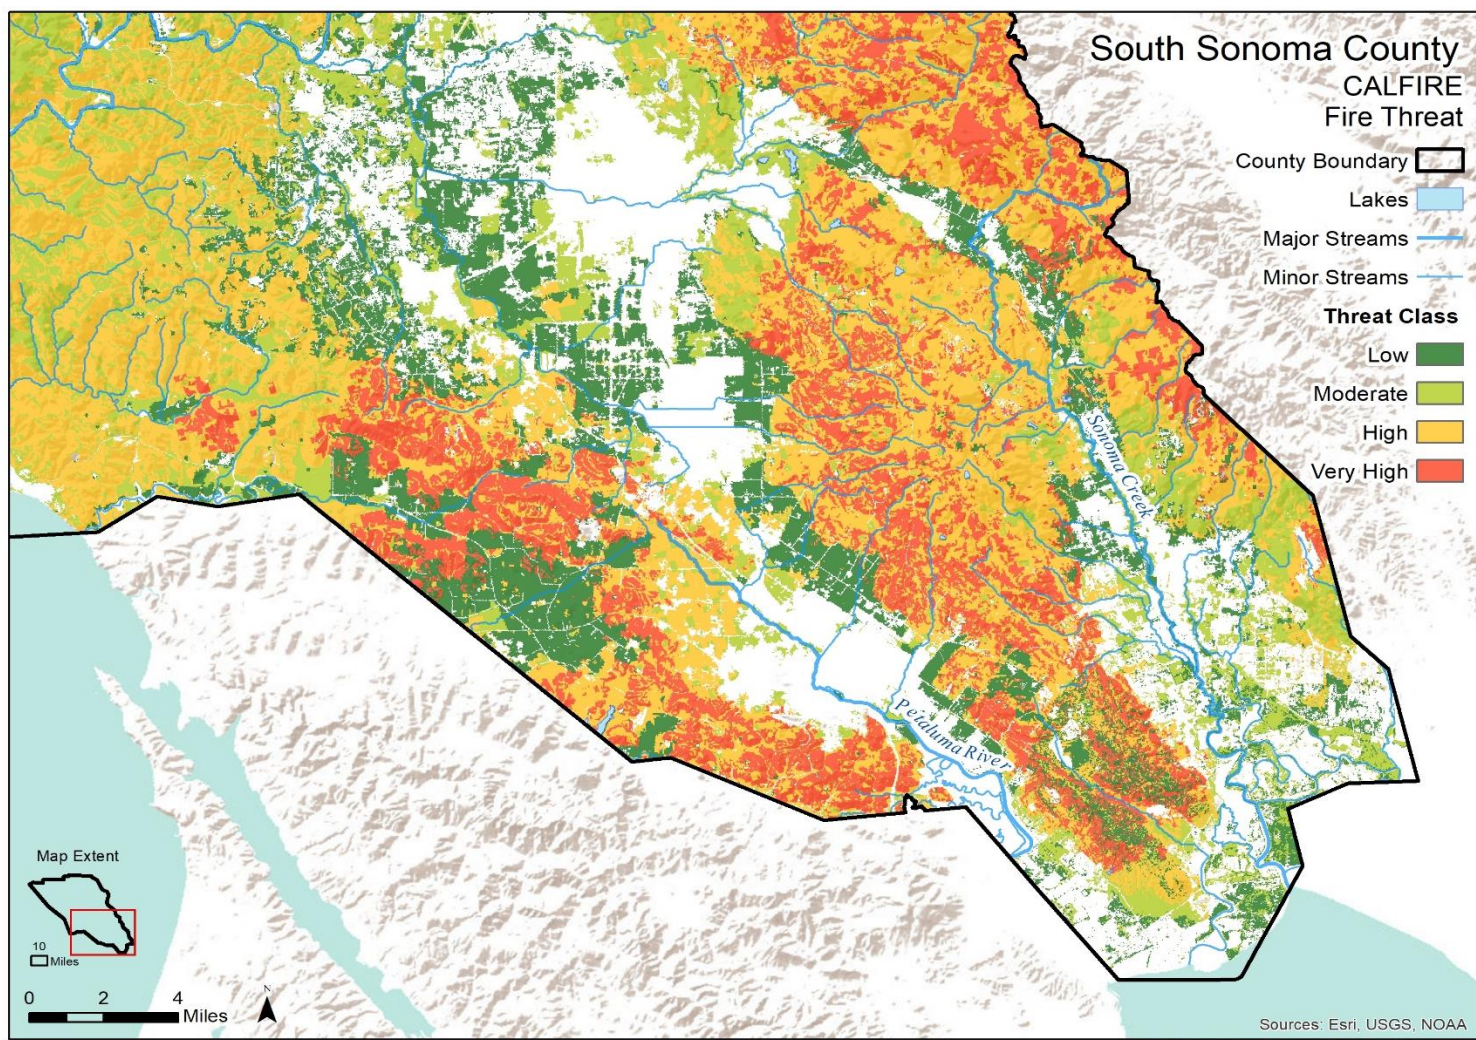 South Sonoma County
CALFIRE
Fire Threat
County Boundary
Lakes
Major Streams
Minor Streams
Threat Class
Low
Moderate
High
Very High
Sonoma Creek
Petaluma River
Map Extent
10
Miles
0 2 4
Miles
N
Sources: Esri, USGS, NOAA